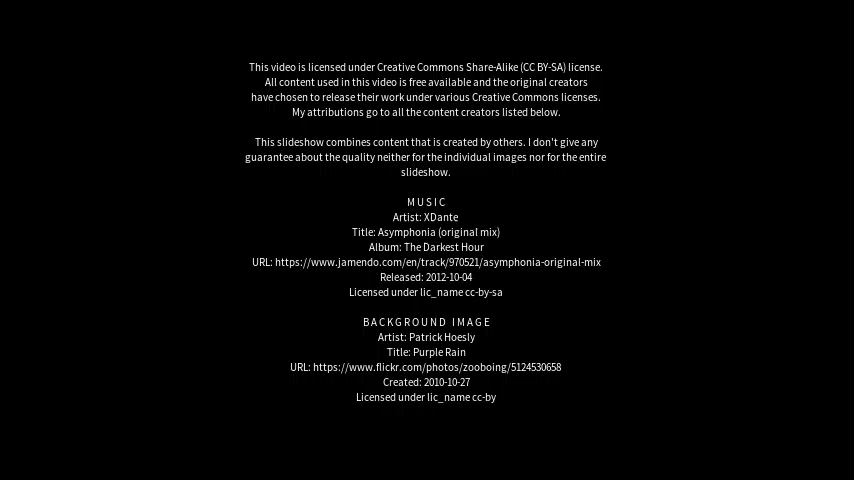 This video is licensed under Creative Commons Share-Alike (CC BY-SA) license.
All content used in this video is free available and the original creators
have chosen to release their work under various Creative Commons licenses.
My attributions go to all the content creators listed below.
This slideshow combines content that is created by others. I don't give any
guarantee about the quality neither for the individual images nor for the entire
slideshow.
MUSIC
Artist: XDante
Title: Asymphonia (original mix)
Album: The Darkest Hour
URL: https://www.jamendo.com/en/track/970521/asymphonia-original-mix
Released: 2012-10-04
Licensed under lic_name cc-by-sa
BACKGROUND IMAGE
Artist: Patrick Hoesly
Title: Purple Rain
URL: https://www.flickr.com/photos/zooboing/5124530658
Created: 2010-10-27
Licensed under lic_name cc-by